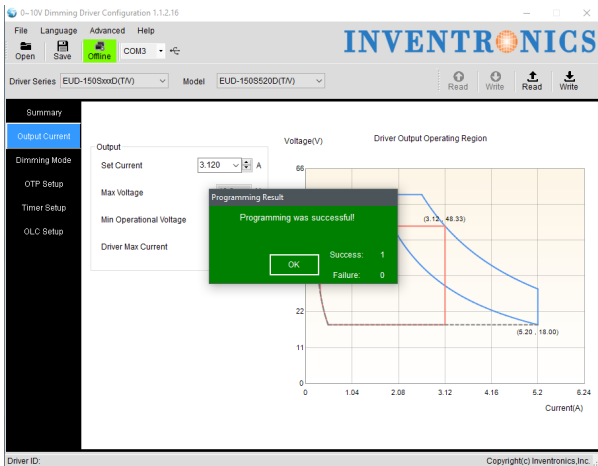 0~10V Dimming Driver Configuration 1.1.2.16
File Language Advanced Help
Open Save Offline COM3
INVENTRONICS
Driver Series EUD-150SxxxD(T/V) Model EUD-150S520D(T/V) Read Write Read Write
Summary
Output Current
Dimming Mode
OTP Setup
Timer Setup
OLC Setup
Output
Set Current 3.120 A
Max Voltage
Min Operational Voltage
Driver Max Current
Voltage(V) Driver Output Operating Region
66
(3.12 , 48.33)
22
(5.20 , 18.00)
11
0
0 1.04 2.08 3.12 4.16 5.2 6.24
Current(A)
Programming Result
Programming was successful!
Success: 1
OK
Failure: 0
Driver ID: Copyright(c) Inventronics,Inc.